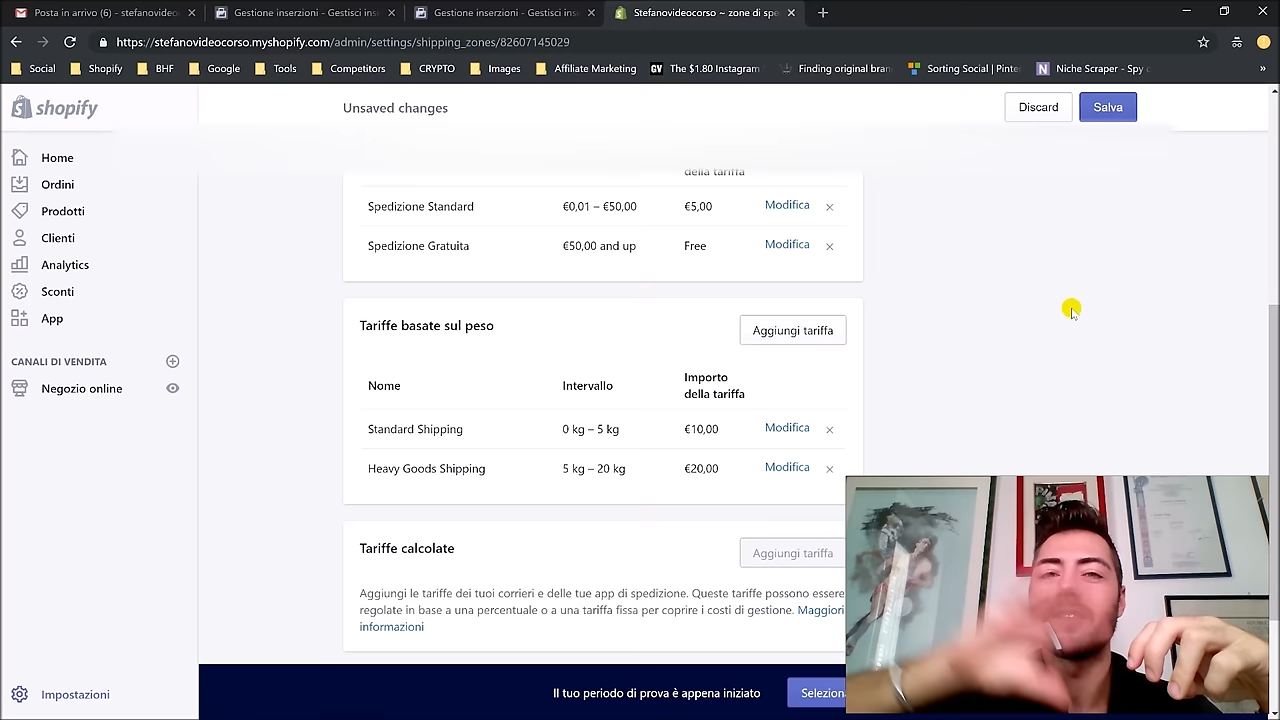 Posta in arrivo (6) - stefanovideo
Gestione inserzioni - Gestisci ins
Gestione inserzioni - Gestisci ins
Stefanovideocorso ~ zone di spe
https://stefanovideocorso.myshopify.com/admin/settings/shipping_zones/82607145029
Social
Shopify
BHF
Google
Tools
Competitors
CRYPTO
Images
Affiliate Marketing
GV The $1.80 Instagram
Finding original bran
Sorting Social | Pinte
N Niche Scraper - Spy
shopify
Unsaved changes
Discard
Salva
Home
Ordini
Prodotti
Clienti
Analytics
Sconti
App
CANALI DI VENDITA
Negozio online
Impostazioni
della tariffa
Spedizione Standard €0,01 – €50,00 €5,00 Modifica
Spedizione Gratuita €50,00 and up Free Modifica
Tariffe basate sul peso
Aggiungi tariffa
Nome Intervallo Importo
della tariffa
Standard Shipping 0 kg – 5 kg €10,00 Modifica
Heavy Goods Shipping 5 kg – 20 kg €20,00 Modifica
Tariffe calcolate
Aggiungi tariffa
Aggiungi le tariffe dei tuoi corrieri e delle tue app di spedizione. Queste tariffe possono essere
regolate in base a una percentuale o a una tariffa fissa per coprire i costi di gestione. Maggiori
informazioni
Il tuo periodo di prova è appena iniziato
Selezion